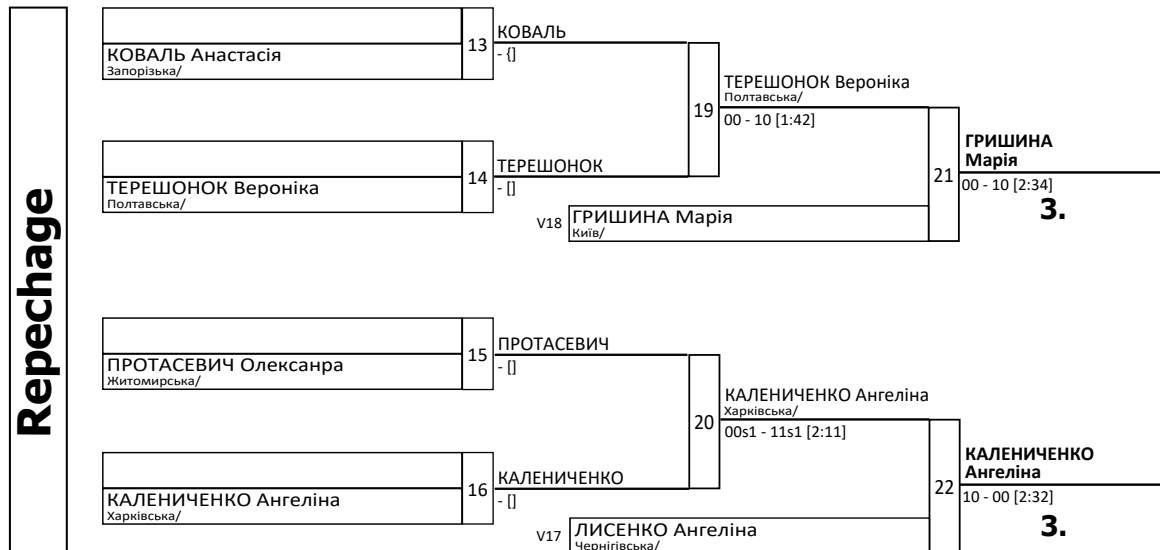 Repechage
КОВАЛЬ Анастасія
Запорізька/
13
КОВАЛЬ
- {]
ТЕРЕШОНОК Вероніка
Полтавська/
14
ТЕРЕШОНОК
- []
19
ТЕРЕШОНОК Вероніка
Полтавська/
00 - 10 [1:42]
V18
ГРИШИНА Марія
Київ/
21
ГРИШИНА
Марія
00 - 10 [2:34]
3.
ПРОТАСЕВИЧ Олексанра
Житомирська/
15
ПРОТАСЕВИЧ
- []
КАЛЕНИЧЕНКО Ангеліна
Харківська/
16
КАЛЕНИЧЕНКО
- []
20
КАЛЕНИЧЕНКО Ангеліна
Харківська/
00s1 - 11s1 [2:11]
V17
ЛИСЕНКО Ангеліна
Чернігівська/
22
КАЛЕНИЧЕНКО
Ангеліна
10 - 00 [2:32]
3.